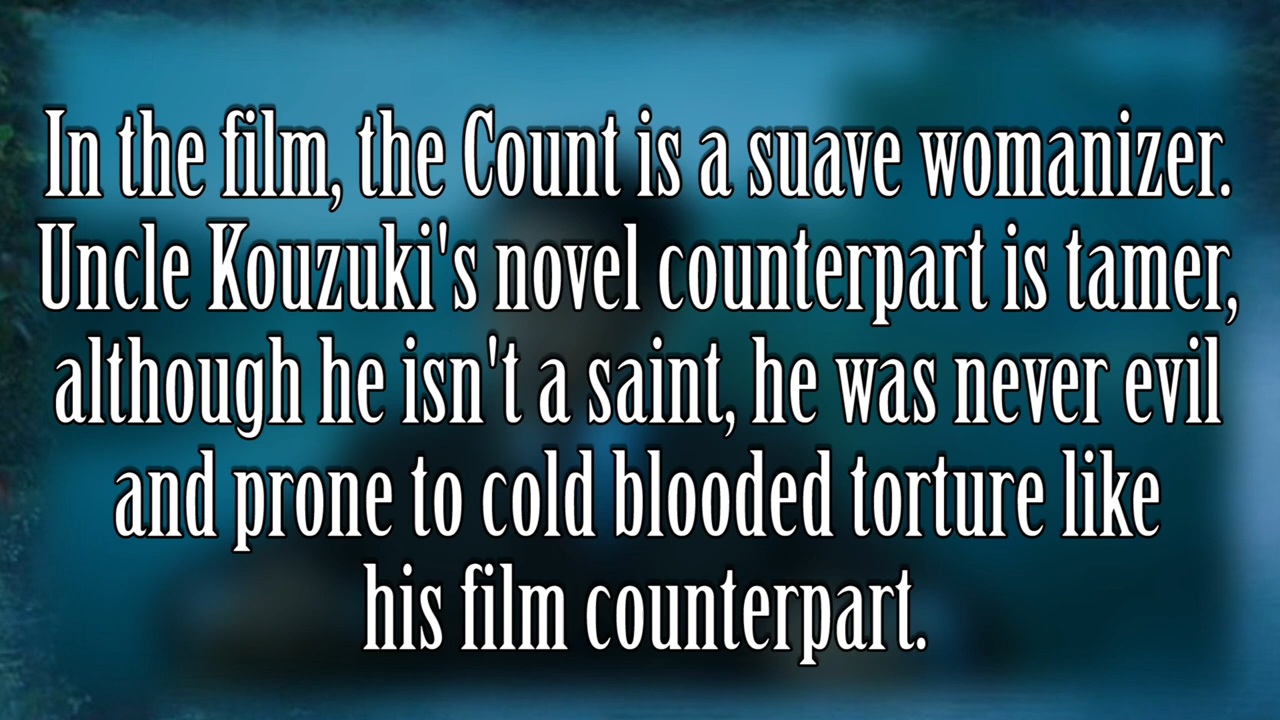 In the film, the Count is a suave womanizer.
Uncle Kouzuki's novel counterpart is tamer,
although he isn't a saint, he was never evil
and prone to cold blooded torture like
his film counterpart.